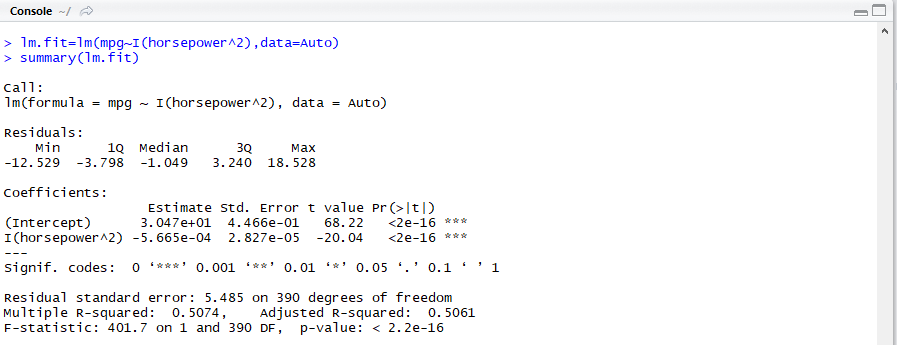 Console ~/
> lm.fit=lm(mpg~I(horsepower^2),data=Auto)
> summary(lm.fit)
Call:
lm(formula = mpg ~ I(horsepower^2), data = Auto)
Residuals:
    Min      1Q  Median      3Q     Max
-12.529  -3.798  -1.049   3.240  18.528
Coefficients:
                  Estimate Std. Error t value Pr(>|t|)
(Intercept)      3.047e+01  4.466e-01   68.22   <2e-16 ***
I(horsepower^2) -5.665e-04  2.827e-05  -20.04   <2e-16 ***
---
Signif. codes:  0 ‘***’ 0.001 ‘**’ 0.01 ‘*’ 0.05 ‘.’ 0.1 ‘ ’ 1
Residual standard error: 5.485 on 390 degrees of freedom
Multiple R-squared:  0.5074,    Adjusted R-squared:  0.5061
F-statistic: 401.7 on 1 and 390 DF,  p-value: < 2.2e-16